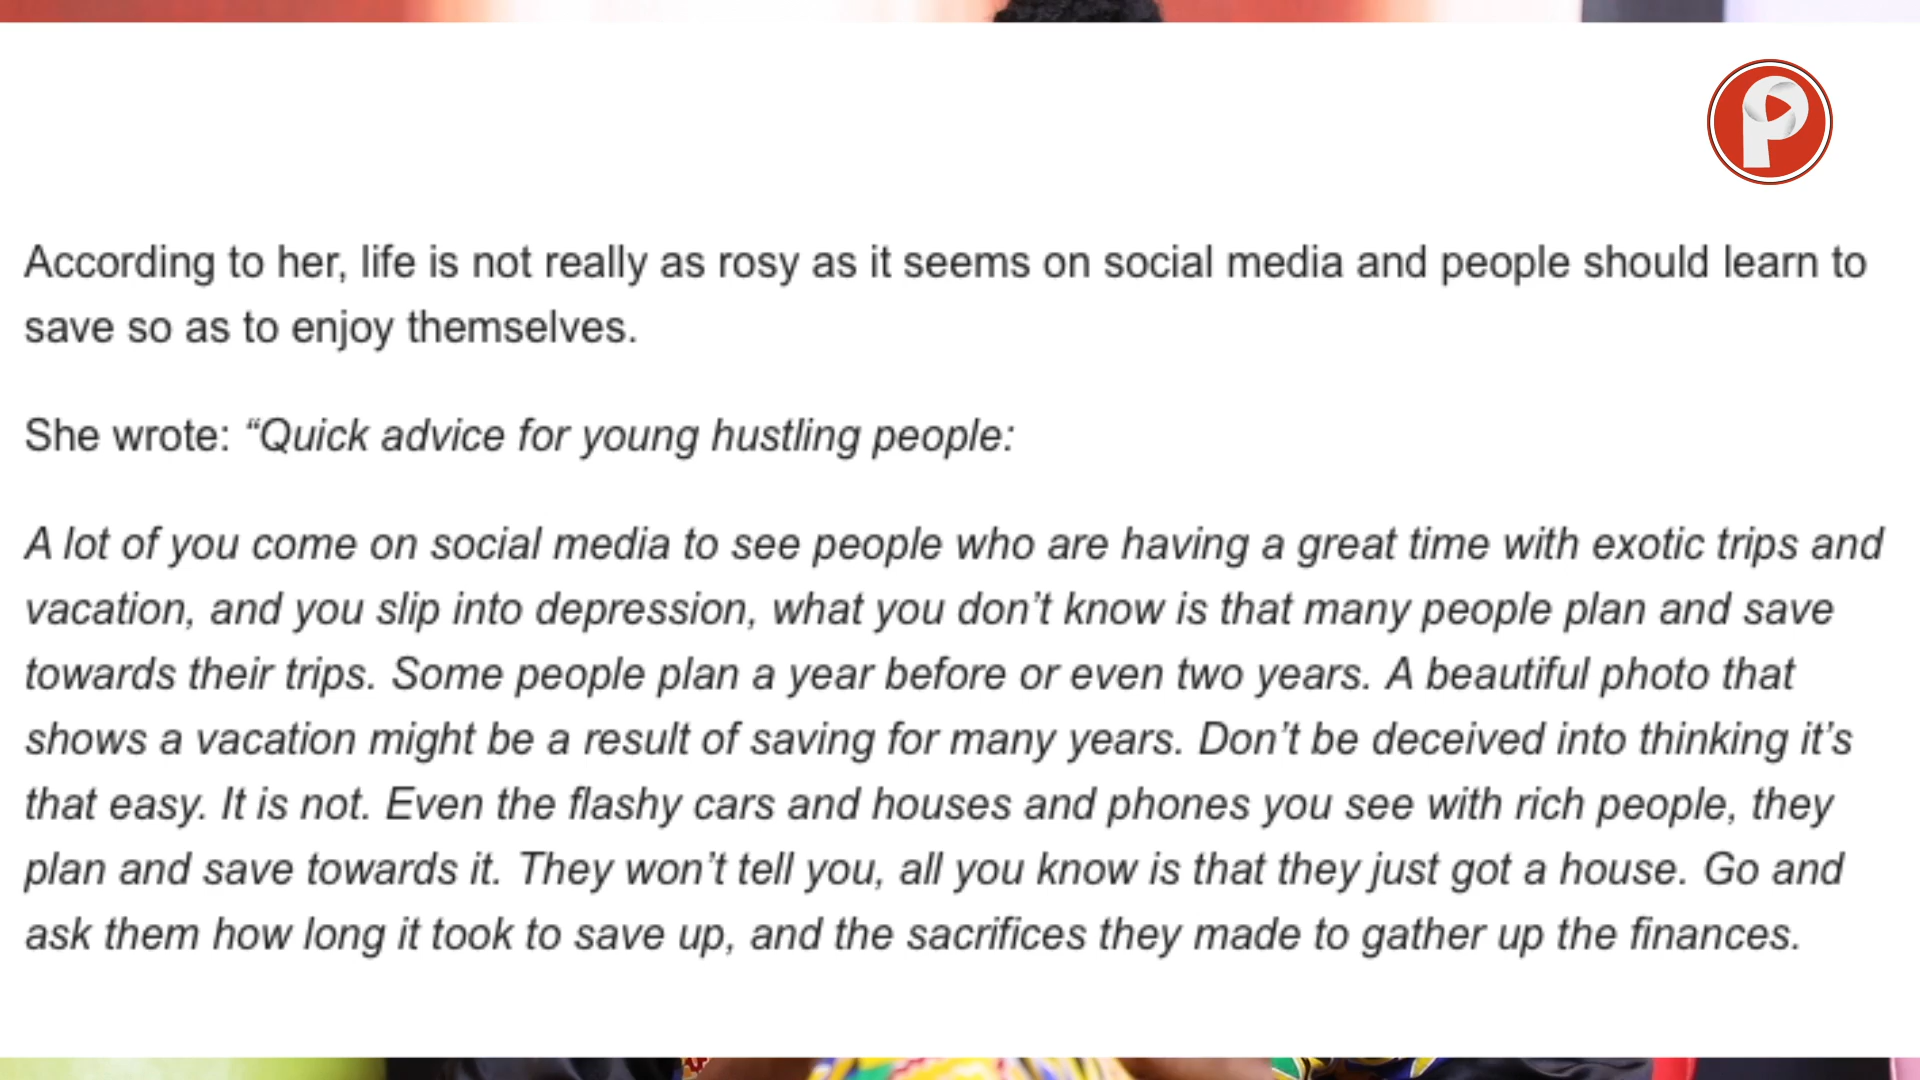 According to her, life is not really as rosy as it seems on social media and people should learn to
save so as to enjoy themselves.
She wrote: “Quick advice for young hustling people:
A lot of you come on social media to see people who are having a great time with exotic trips and
vacation, and you slip into depression, what you don’t know is that many people plan and save
towards their trips. Some people plan a year before or even two years. A beautiful photo that
shows a vacation might be a result of saving for many years. Don’t be deceived into thinking it’s
that easy. It is not. Even the flashy cars and houses and phones you see with rich people, they
plan and save towards it. They won’t tell you, all you know is that they just got a house. Go and
ask them how long it took to save up, and the sacrifices they made to gather up the finances.